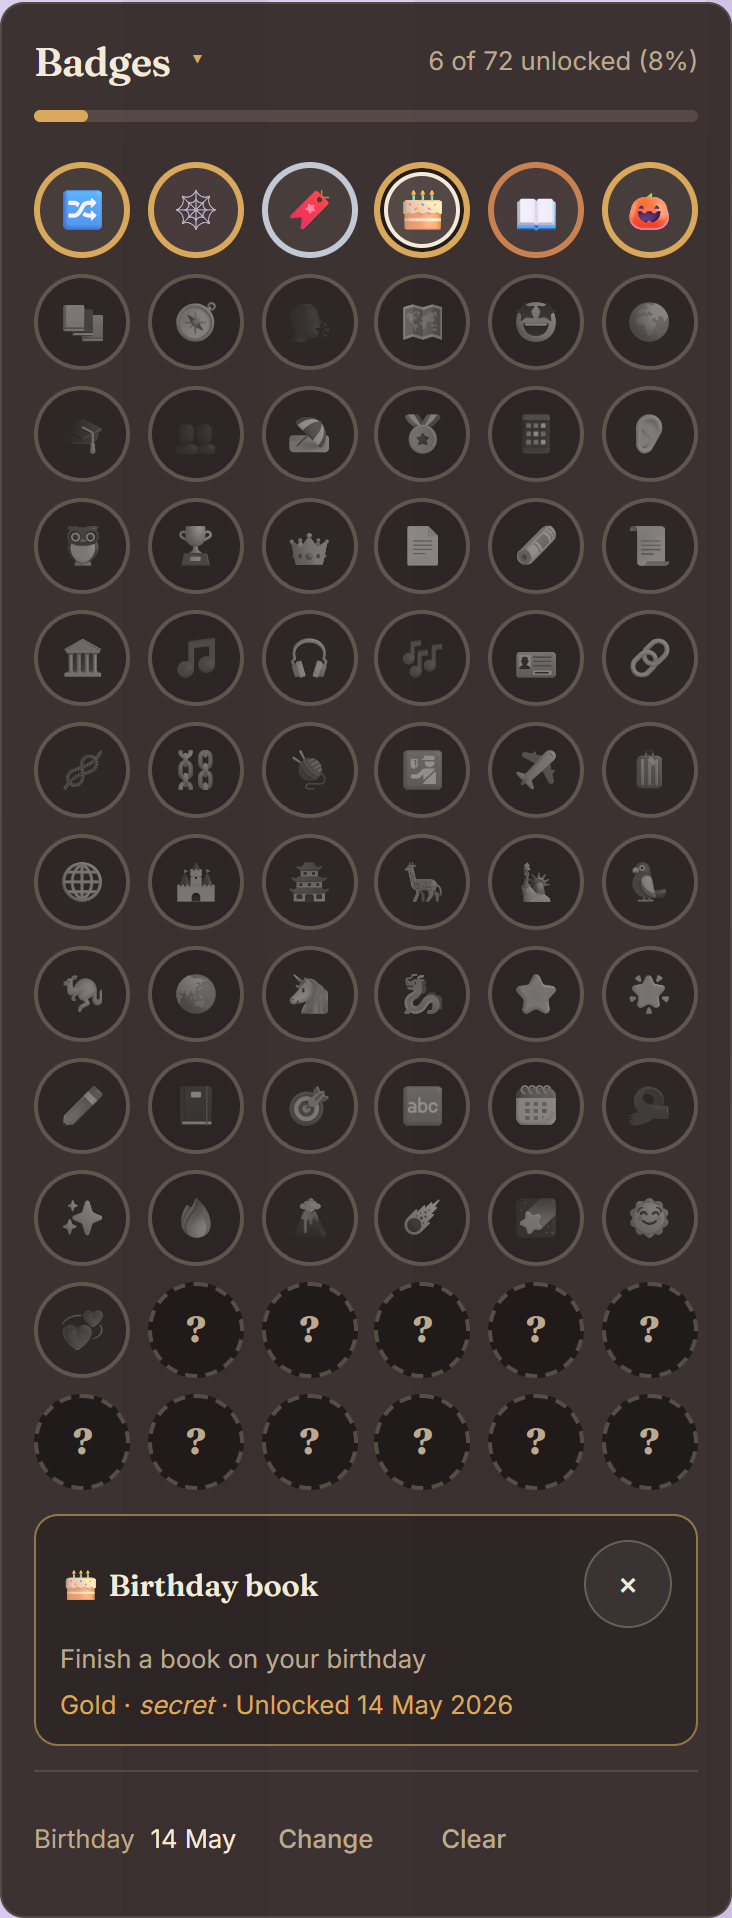 Badges ▼ 6 of 72 unlocked (8%)
abc
? ? ? ? ?
? ? ? ? ? ?
Birthday book ×
Finish a book on your birthday
Gold · secret · Unlocked 14 May 2026
Birthday 14 May Change Clear